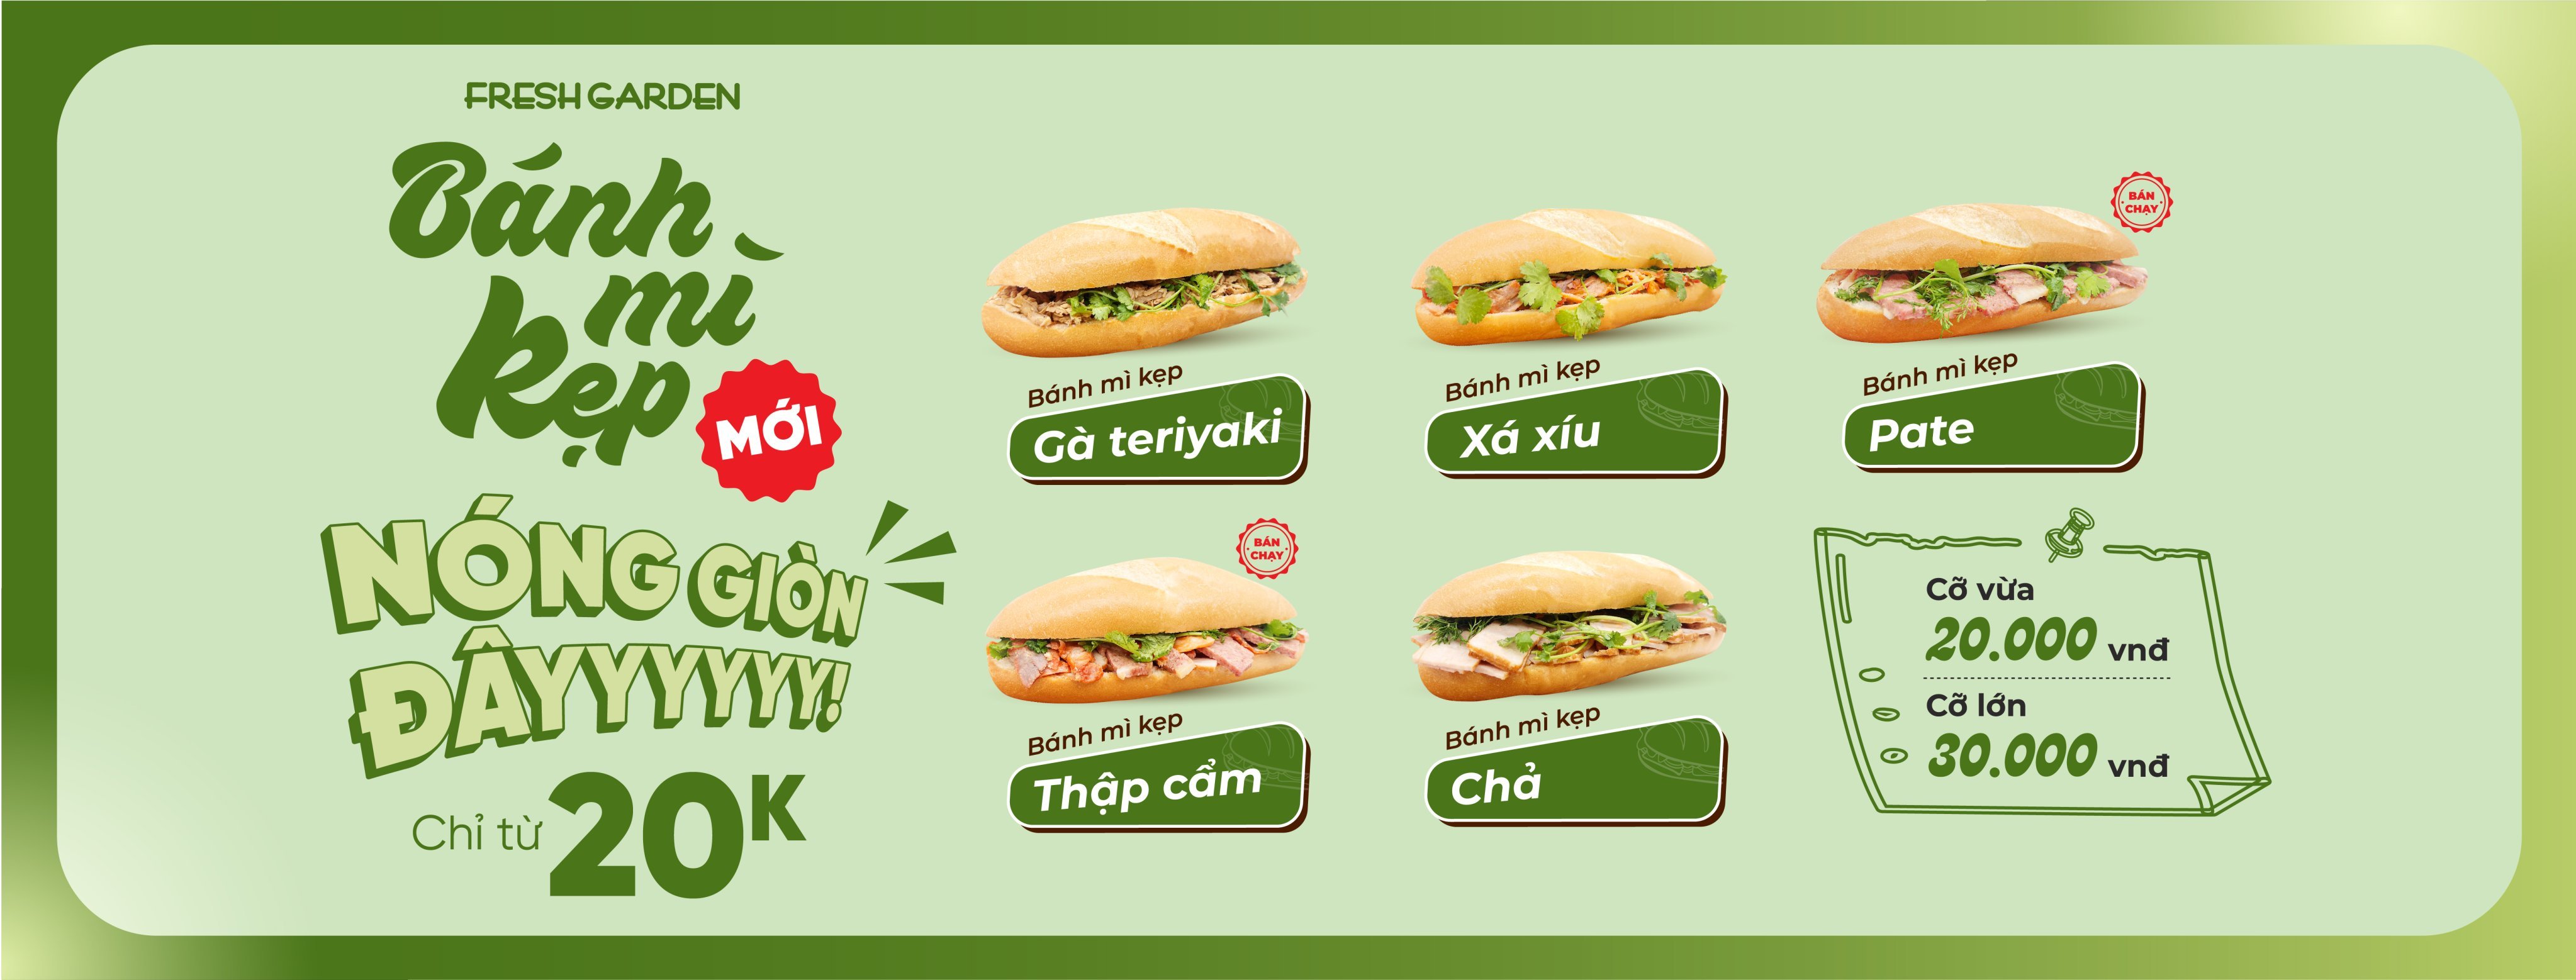 FRESH GARDEN
Bánh
mì
kẹp
MỚI
NÓNG GIÒN
ĐÂYYYYYYY!
Chỉ từ 20K
Bánh mì kẹp
Gà teriyaki
Bánh mì kẹp
Xá xíu
BÁN
CHẠY
Bánh mì kẹp
Pate
BÁN
CHẠY
Bánh mì kẹp
Thập cẩm
Bánh mì kẹp
Chả
Cỡ vừa
20.000 vnđ
Cỡ lớn
30.000 vnđ